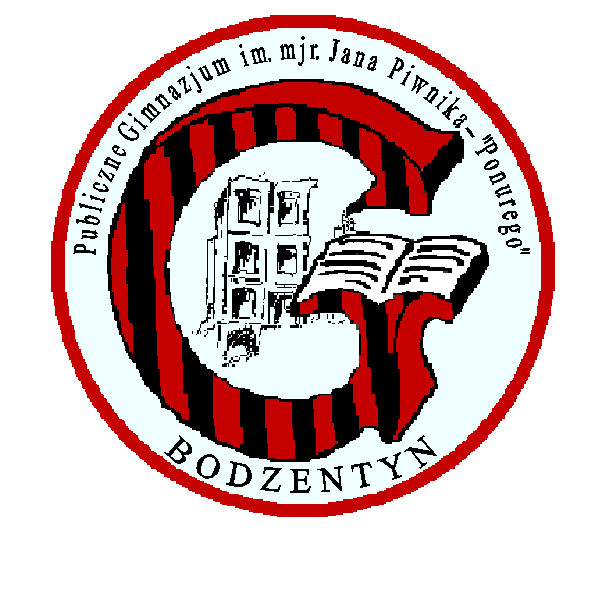 Publiczne Gimnazjum im. mjr. Jana Piwnika– "Ponurego"
G
BODZENTYN